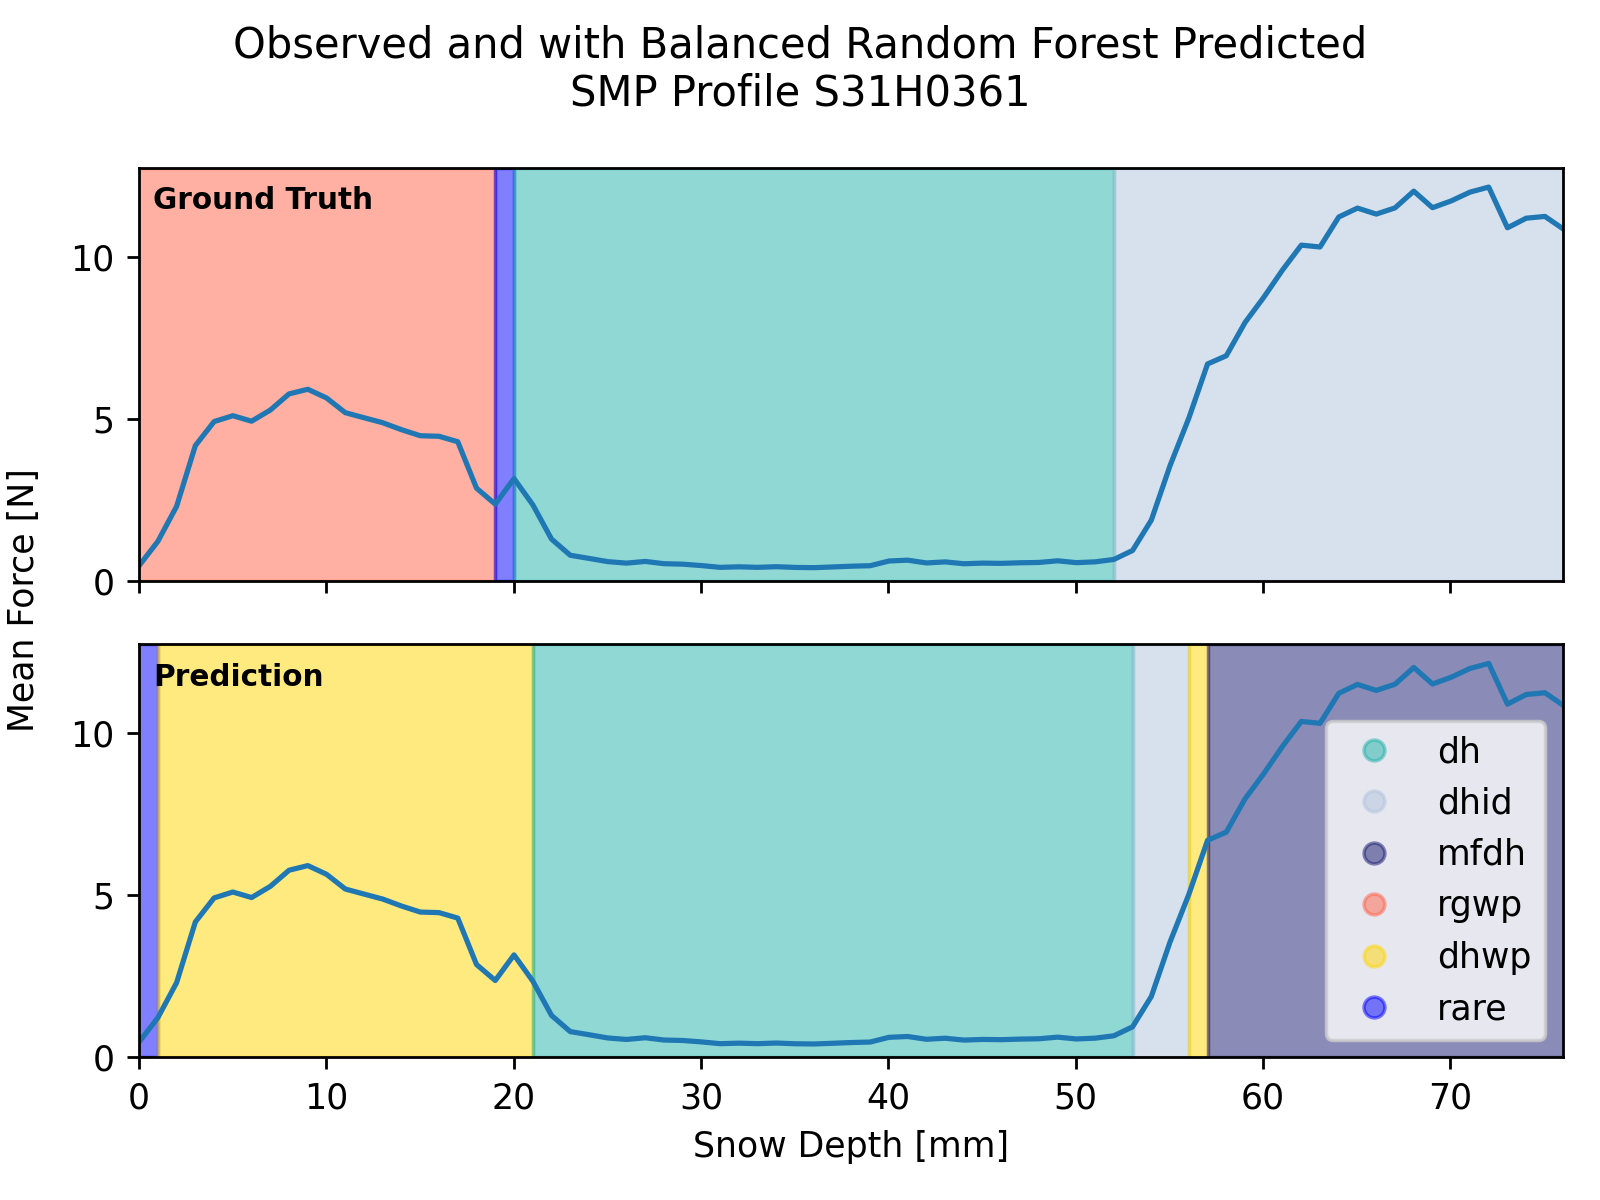 Observed and with Balanced Random Forest Predicted
SMP Profile S31H0361
Mean Force [N]
Ground Truth
10
5
0
Prediction
10
5
0
dh
dhid
mfdh
rgwp
dhwp
rare
0 10 20 30 40 50 60 70
Snow Depth [mm]